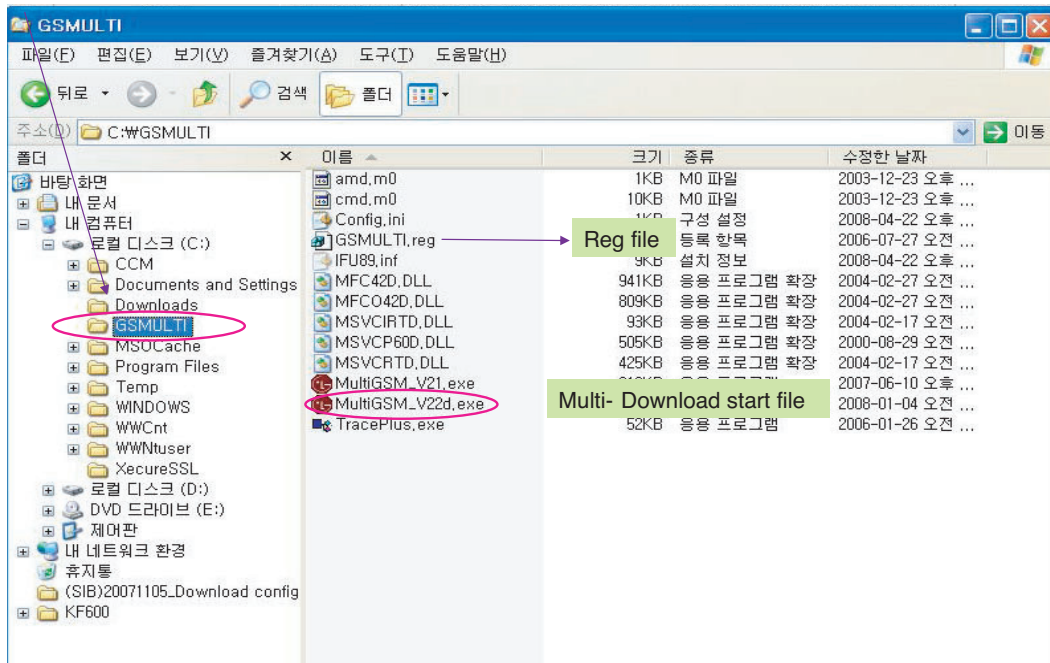 GSMULTI
파일(F) 편집(E) 보기(V) 즐겨찾기(A) 도구(T) 도움말(H)
뒤로 검색 폴더
주소(D) C:₩GSMULTI 이동
폴더 × 이름 크기 종류 수정한 날짜
바탕 화면
내 문서
내 컴퓨터
로컬 디스크 (C:)
CCM
Documents and Settings
Downloads
GSMULTI
MSOCache
Program Files
Temp
WINDOWS
WWCnt
WWNtuser
XecureSSL
로컬 디스크 (D:)
DVD 드라이브 (E:)
제어판
내 네트워크 환경
휴지통
(SIB)20071105_Download config
KF600
amd,m0 1KB M0 파일 2003-12-23 오후 ...
cmd,m0 10KB M0 파일 2003-12-23 오후 ...
Config,ini 1KB 구성 설정 2008-04-22 오후 ...
GSMULTI,reg Reg file 등록 항목 2006-07-27 오전 ...
IFU89,inf 9KB 설치 정보 2008-04-22 오후 ...
MFC42D,DLL 941KB 응용 프로그램 확장 2004-02-27 오전 ...
MFCO42D,DLL 809KB 응용 프로그램 확장 2004-02-27 오전 ...
MSVCIRTD,DLL 93KB 응용 프로그램 확장 2004-02-17 오전 ...
MSVCP60D,DLL 505KB 응용 프로그램 확장 2000-08-29 오전 ...
MSVCRTD,DLL 425KB 응용 프로그램 확장 2004-02-17 오전 ...
MultiGSM_V21,exe 2007-06-10 오후 ...
MultiGSM_V22d,exe Multi- Download start file 2008-01-04 오전 ...
TracePlus,exe 52KB 응용 프로그램 2006-01-26 오전 ...